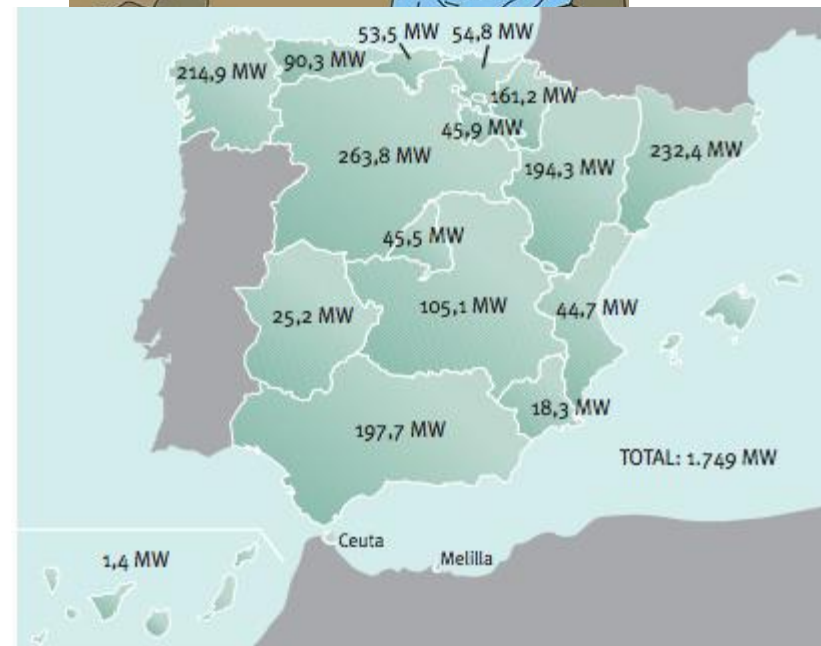 53,5 MW
54,8 MW
214,9 MW
90,3 MW
161,2 MW
45,9 MW
263,8 MW
194,3 MW
232,4 MW
45,5 MW
25,2 MW
105,1 MW
44,7 MW
18,3 MW
197,7 MW
TOTAL: 1.749 MW
Ceuta
Melilla
1,4 MW